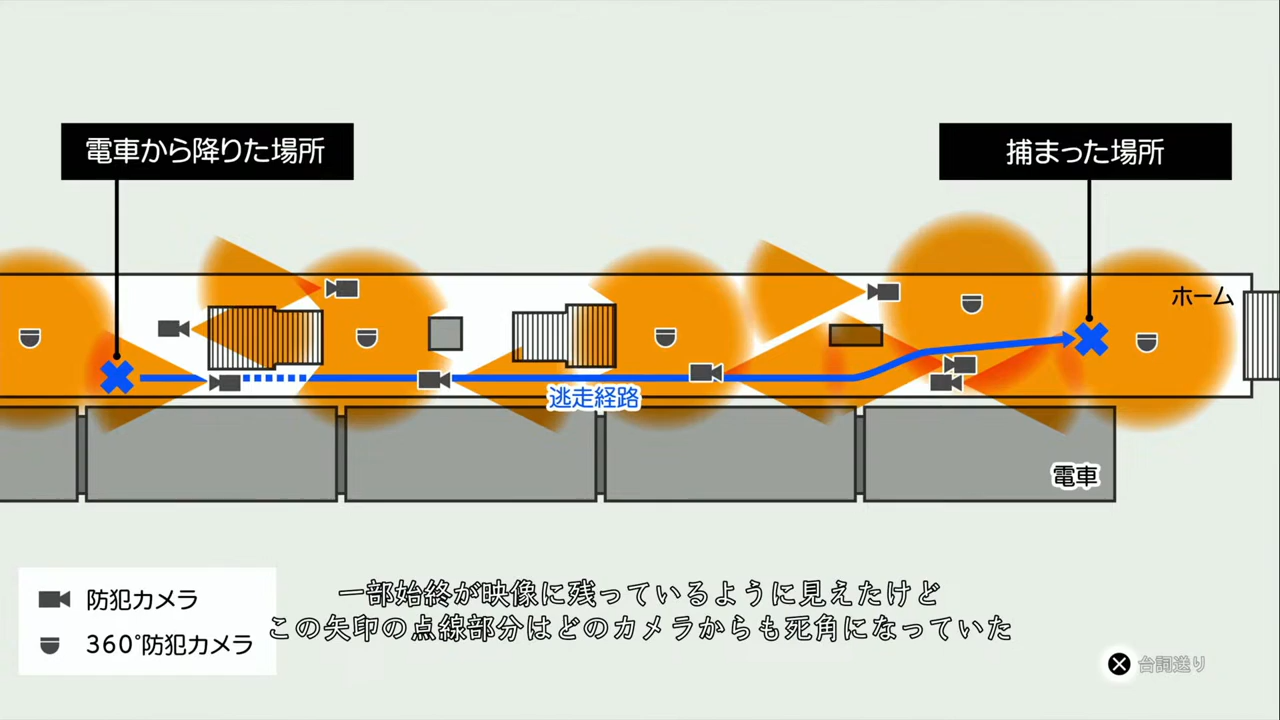 電車から降りた場所
捕まった場所
ホーム
逃走経路
電車
防犯カメラ
360°防犯カメラ
一部始終が映像に残っているように見えたけど
この矢印の点線部分はどのカメラからも死角になっていた
台詞送り